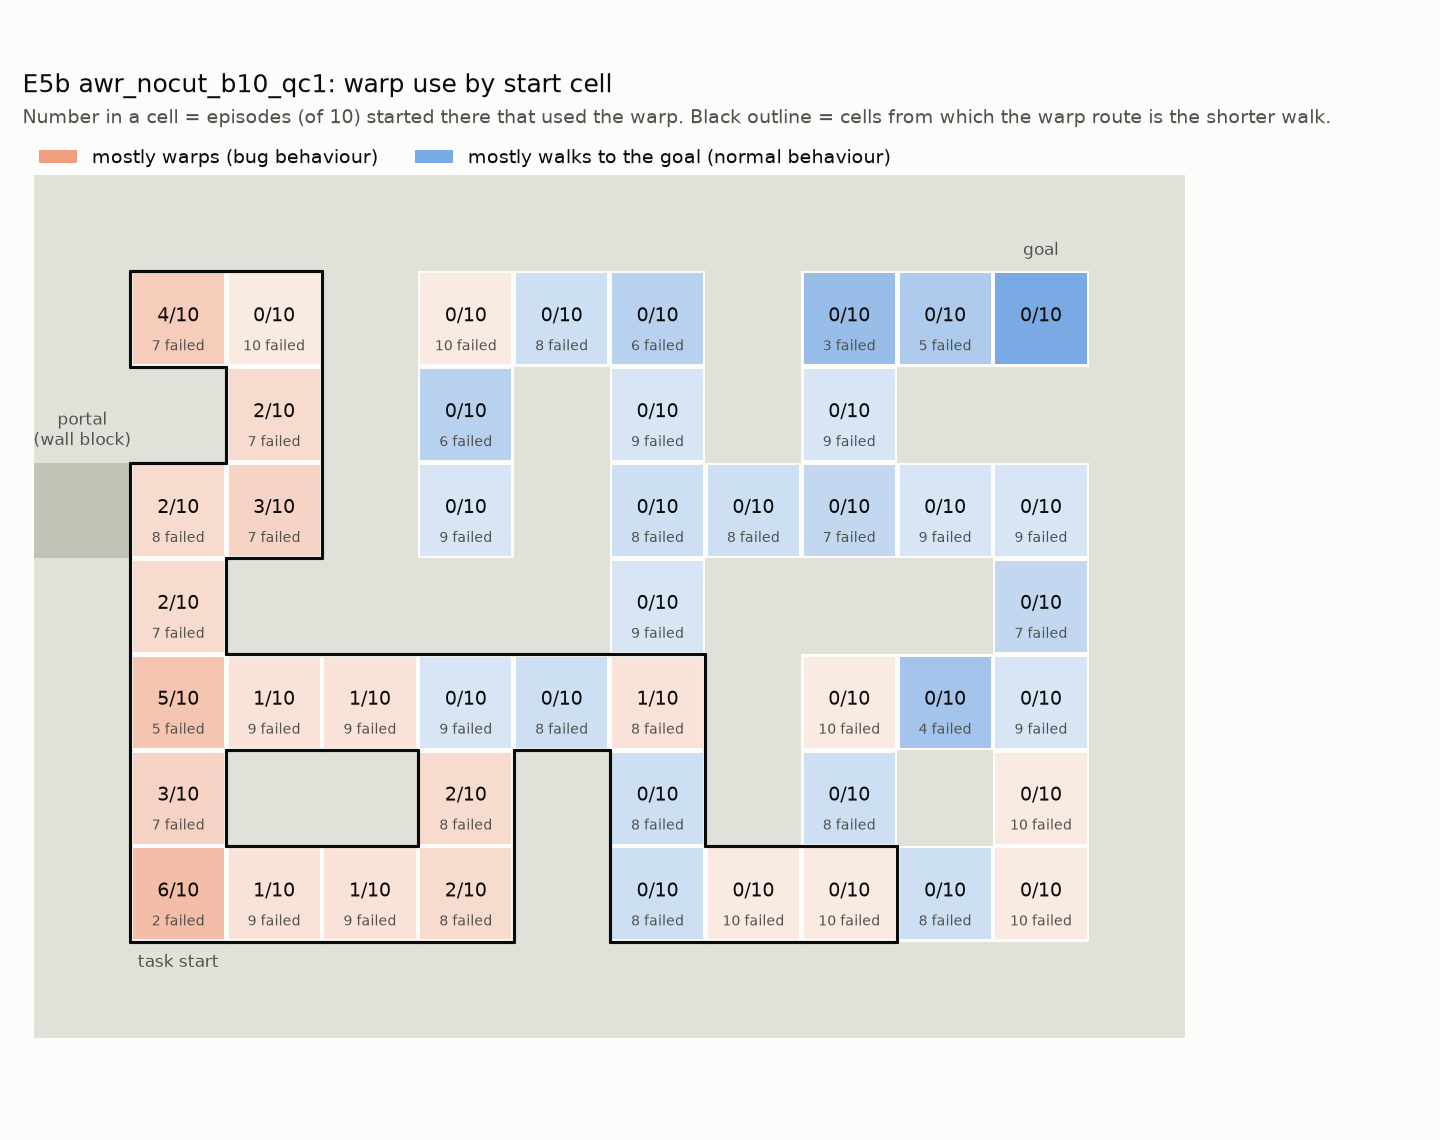 E5b awr_nocut_b10_qc1: warp use by start cell
Number in a cell = episodes (of 10) started there that used the warp. Black outline = cells from which the warp route is the shorter walk.
mostly warps (bug behaviour) mostly walks to the goal (normal behaviour)
goal
4/10 0/10 0/10 0/10 0/10 0/10 0/10 0/10
7 failed 10 failed 10 failed 8 failed 6 failed 3 failed 5 failed
2/10 0/10 0/10 0/10
portal
(wall block)
7 failed 6 failed 9 failed 9 failed
2/10 3/10 0/10 0/10 0/10 0/10 0/10 0/10
8 failed 7 failed 9 failed 8 failed 8 failed 7 failed 9 failed 9 failed
2/10 0/10 0/10
7 failed 9 failed 7 failed
5/10 1/10 1/10 0/10 0/10 1/10 0/10 0/10 0/10
5 failed 9 failed 9 failed 9 failed 8 failed 8 failed 10 failed 4 failed 9 failed
3/10 2/10 0/10 0/10 0/10
7 failed 8 failed 8 failed 8 failed 10 failed
6/10 1/10 1/10 2/10 0/10 0/10 0/10 0/10 0/10
2 failed 9 failed 9 failed 8 failed 8 failed 10 failed 10 failed 8 failed 10 failed
task start